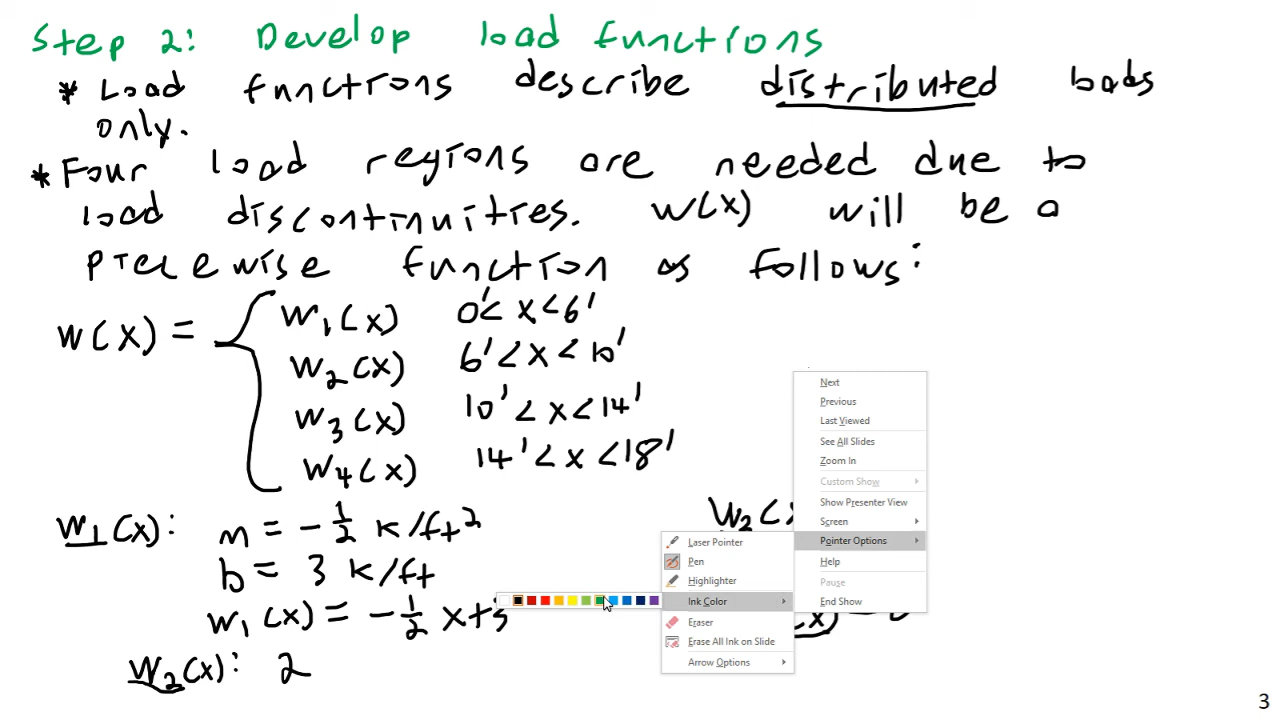 Step 2: Develop load functions
* Load functions describe distributed loads
only.
* Four load regions are needed due to
load discontinuities. w(x) will be a
piecewise function as follows:
w(x) =
w1(x) 0'< x < 6'
w2(x) 6' < x < 10'
w3(x) 10' < x < 14'
w4(x) 14' < x < 18'
w1(x): m = -1/2 k/ft2
b = 3 k/ft
w1(x) = -1/2 x+3
w2(x): 2
W2(x
(x)
Next
Previous
Last Viewed
See All Slides
Zoom In
Custom Show
Show Presenter View
Screen
Pointer Options
Help
Pause
End Show
Laser Pointer
Pen
Highlighter
Ink Color
Eraser
Erase All Ink on Slide
Arrow Options
3